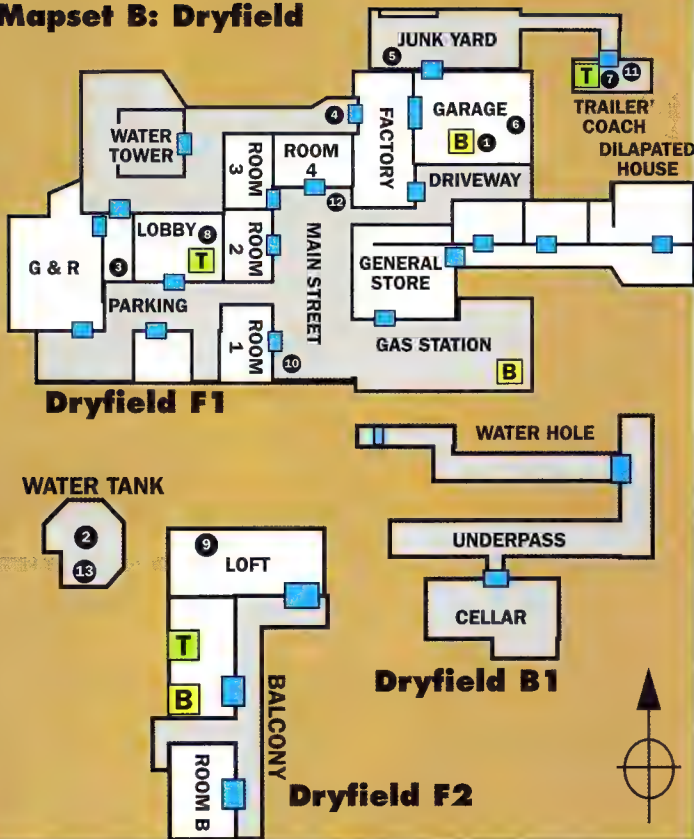 Mapset B: Dryfield
JUNK YARD
5
T
7
11
TRAILER'
COACH
4
FACTORY
GARAGE
6
B
1
DILAPATED
HOUSE
WATER
TOWER
ROOM
3
ROOM
4
DRIVEWAY
12
LOBBY
8
T
ROOM
2
MAIN STREET
G & R
3
GENERAL
STORE
PARKING
ROOM
1
10
GAS STATION
B
Dryfield F1
WATER HOLE
WATER TANK
2
13
UNDERPASS
9
LOFT
CELLAR
T
B
BALCONY
Dryfield B1
ROOM B
Dryfield F2